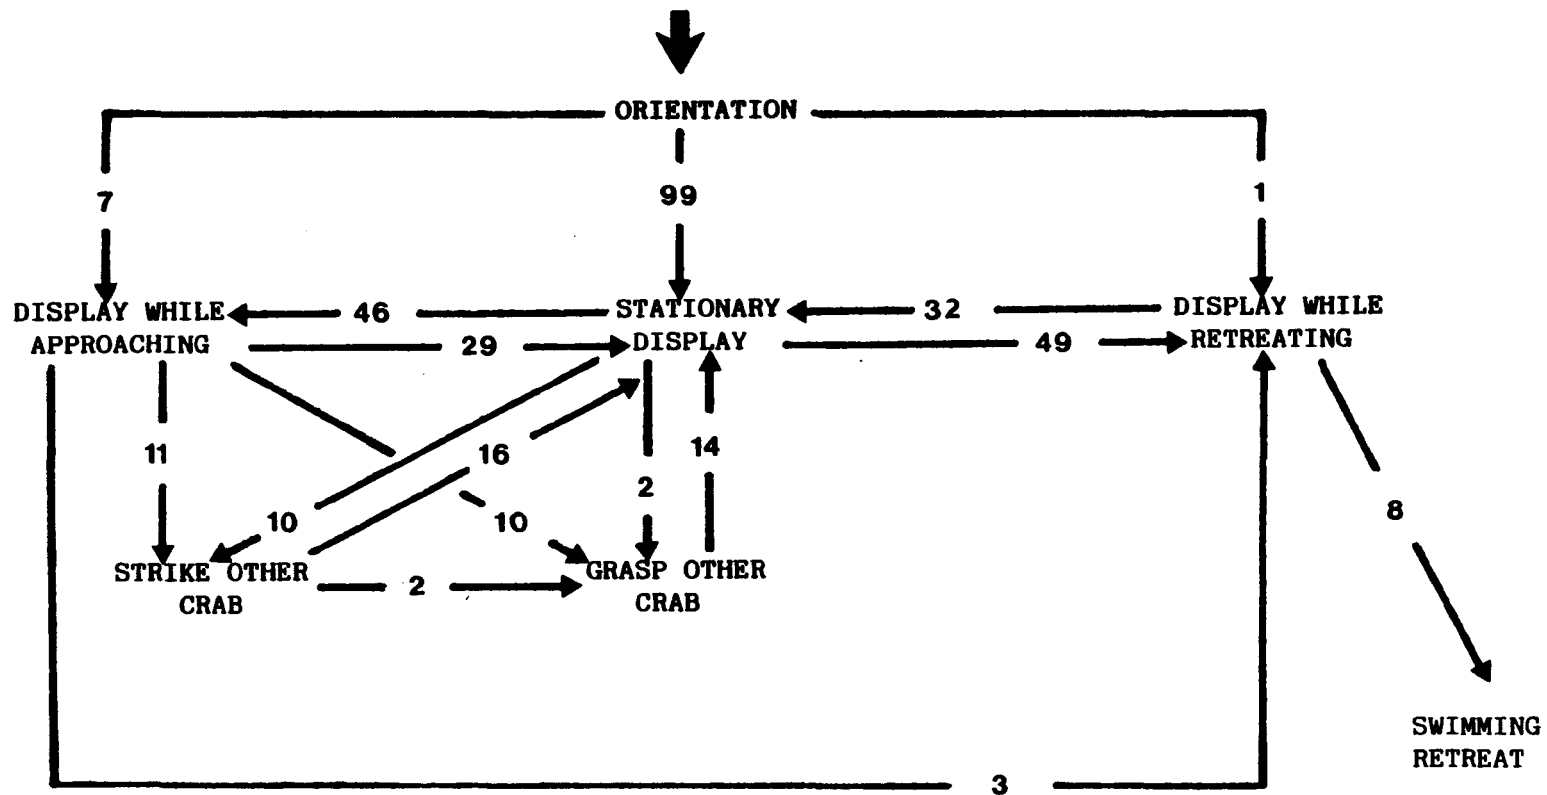 ORIENTATION
7
99
1
DISPLAY WHILE
APPROACHING
46
29
STATIONARY
DISPLAY
32
49
DISPLAY WHILE
RETREATING
11
16
14
2
10
10
8
STRIKE OTHER
CRAB
2
GRASP OTHER
CRAB
SWIMMING
RETREAT
3